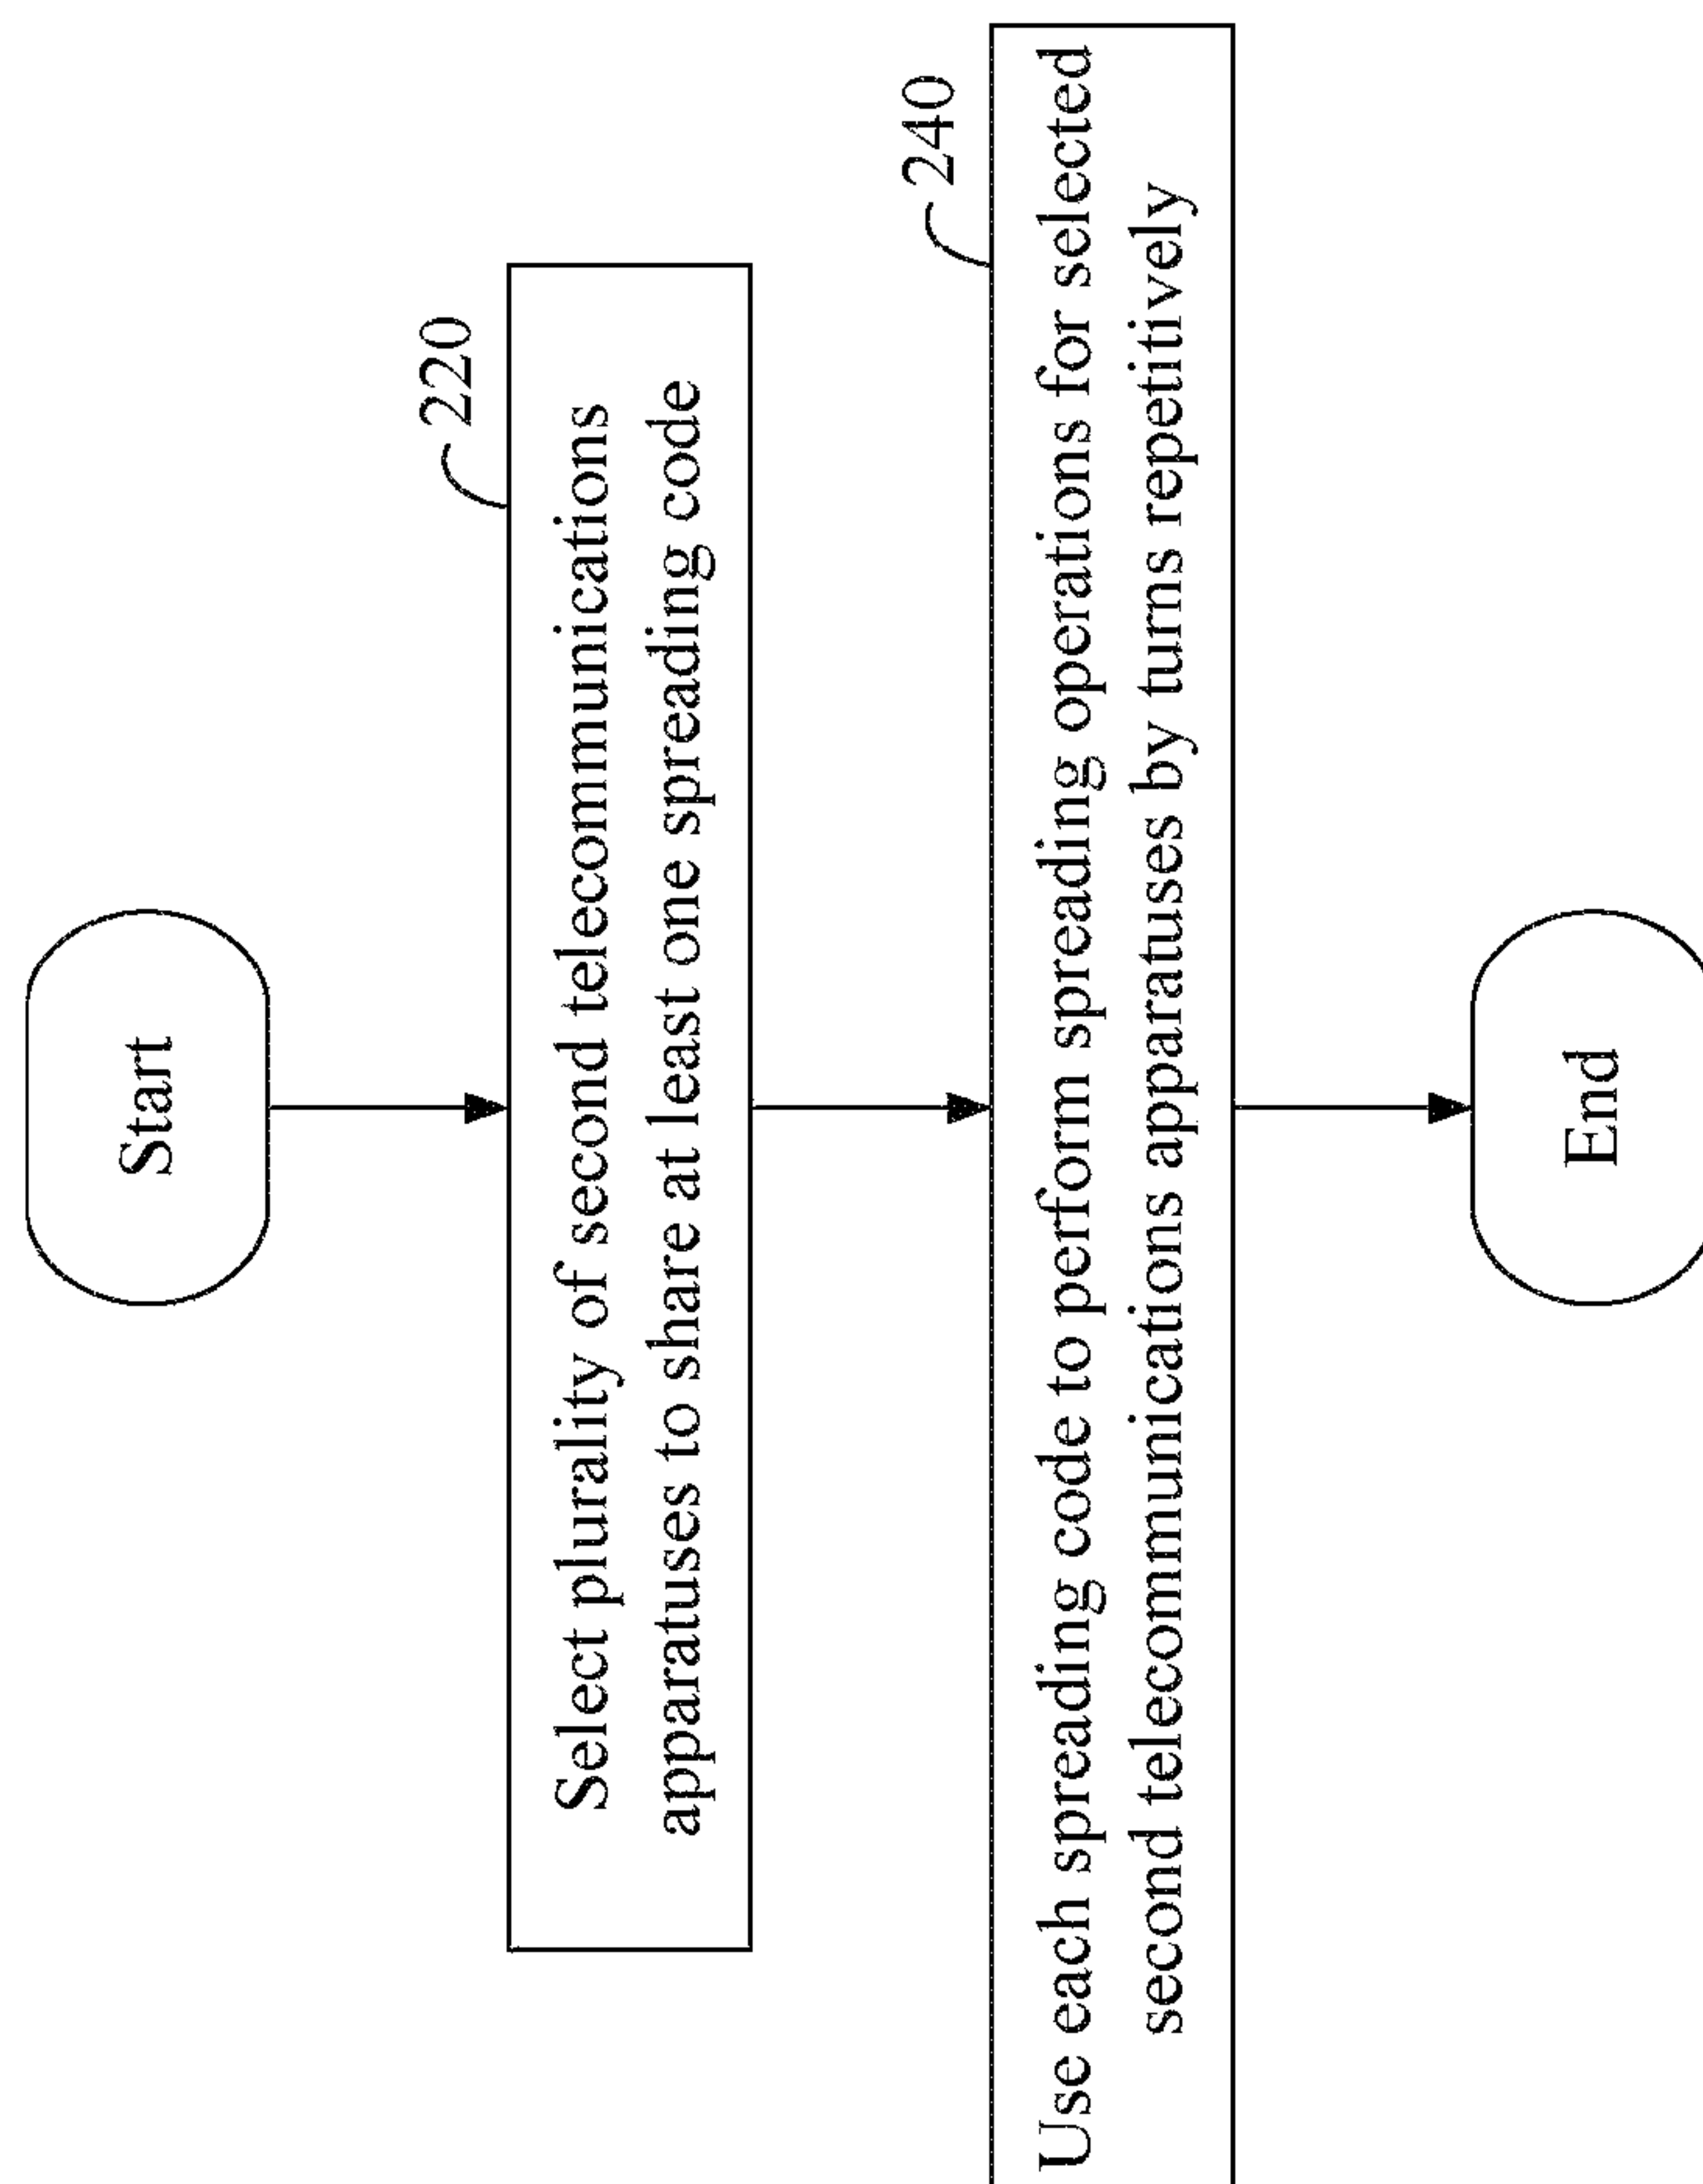 Start
220
Select plurality of second telecommunications
apparatuses to share at least one spreading code
240
Use each spreading code to perform spreading operations for selected
second telecommunications apparatuses by turns repetitively
End